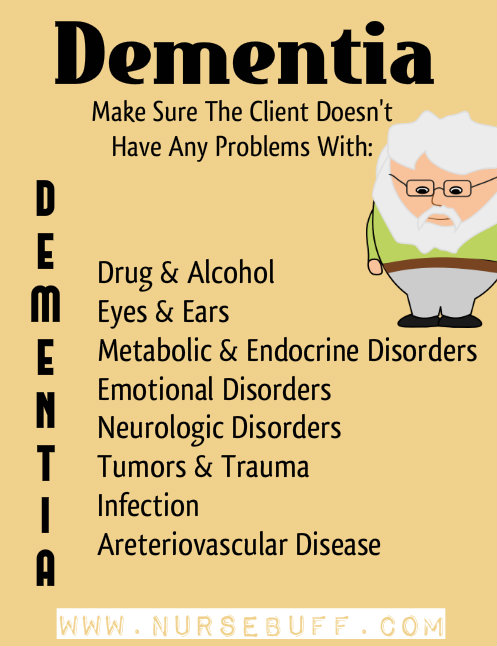 Dementia
Make Sure The Client Doesn't
Have Any Problems With:
D
E
M
E
N
T
I
A
Drug & Alcohol
Eyes & Ears
Metabolic & Endocrine Disorders
Emotional Disorders
Neurologic Disorders
Tumors & Trauma
Infection
Areteriovascular Disease
WWW.NURSEBUFF.COM